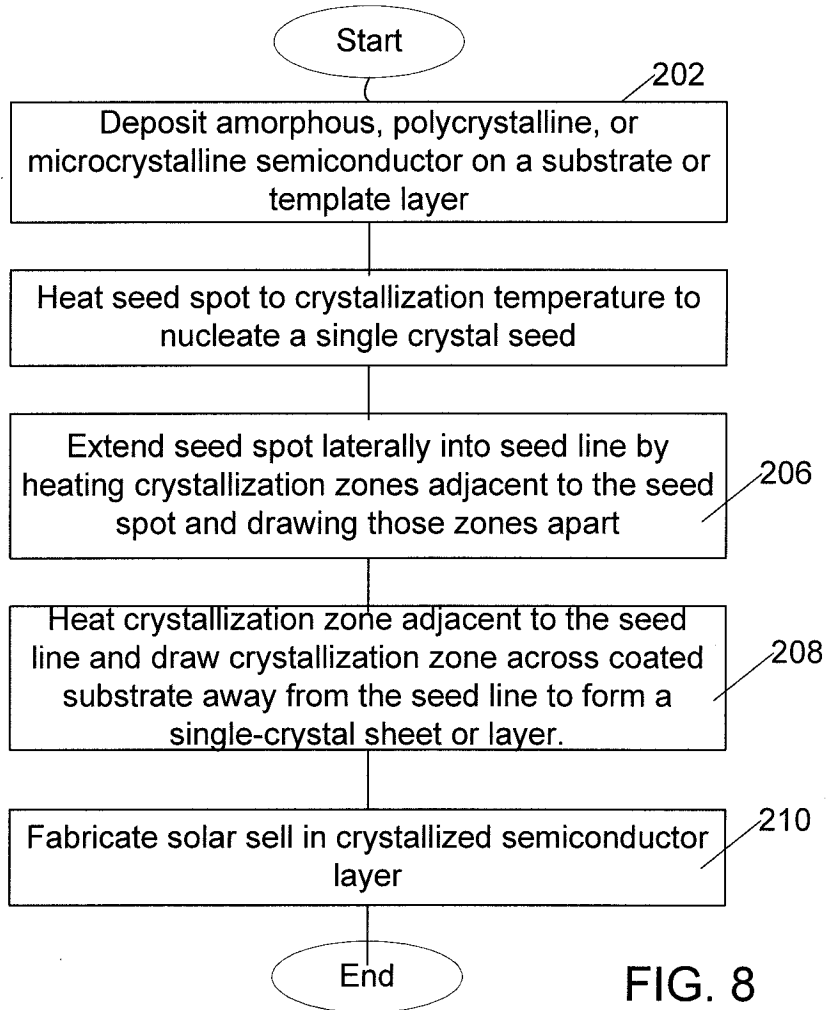 Start
202
Deposit amorphous, polycrystalline, or
microcrystalline semiconductor on a substrate or
template layer
Heat seed spot to crystallization temperature to
nucleate a single crystal seed
Extend seed spot laterally into seed line by
heating crystallization zones adjacent to the seed
spot and drawing those zones apart
206
Heat crystallization zone adjacent to the seed
line and draw crystallization zone across coated
substrate away from the seed line to form a
single-crystal sheet or layer.
208
Fabricate solar sell in crystallized semiconductor
layer
210
End
FIG. 8